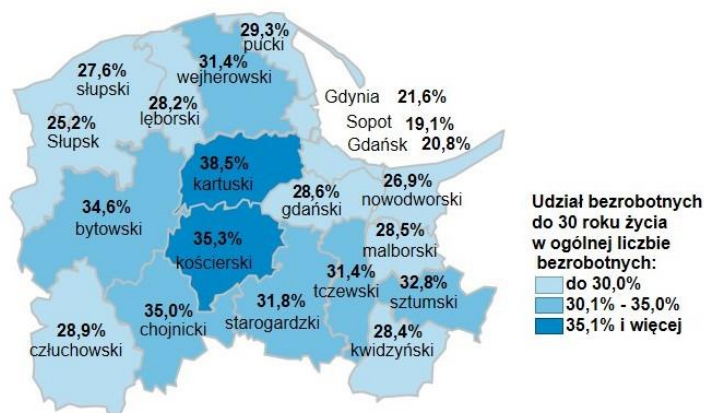 29,3%
pucki
31,4%
wejherowski
27,6%
słupski
28,2%
lęborski
25,2%
Słupsk
Gdynia 21,6%
Sopot 19,1%
Gdańsk 20,8%
38,5%
kartuski
28,6%
gdański
26,9%
nowodworski
34,6%
bytowski
35,3%
kościerski
28,5%
malborski
31,4%
tczewski
32,8%
sztumski
35,0%
chojnicki
31,8%
starogardzki
28,9%
człuchowski
28,4%
kwidzyński
Udział bezrobotnych
do 30 roku życia
w ogólnej liczbie
bezrobotnych:
do 30,0%
30,1% - 35,0%
35,1% i więcej